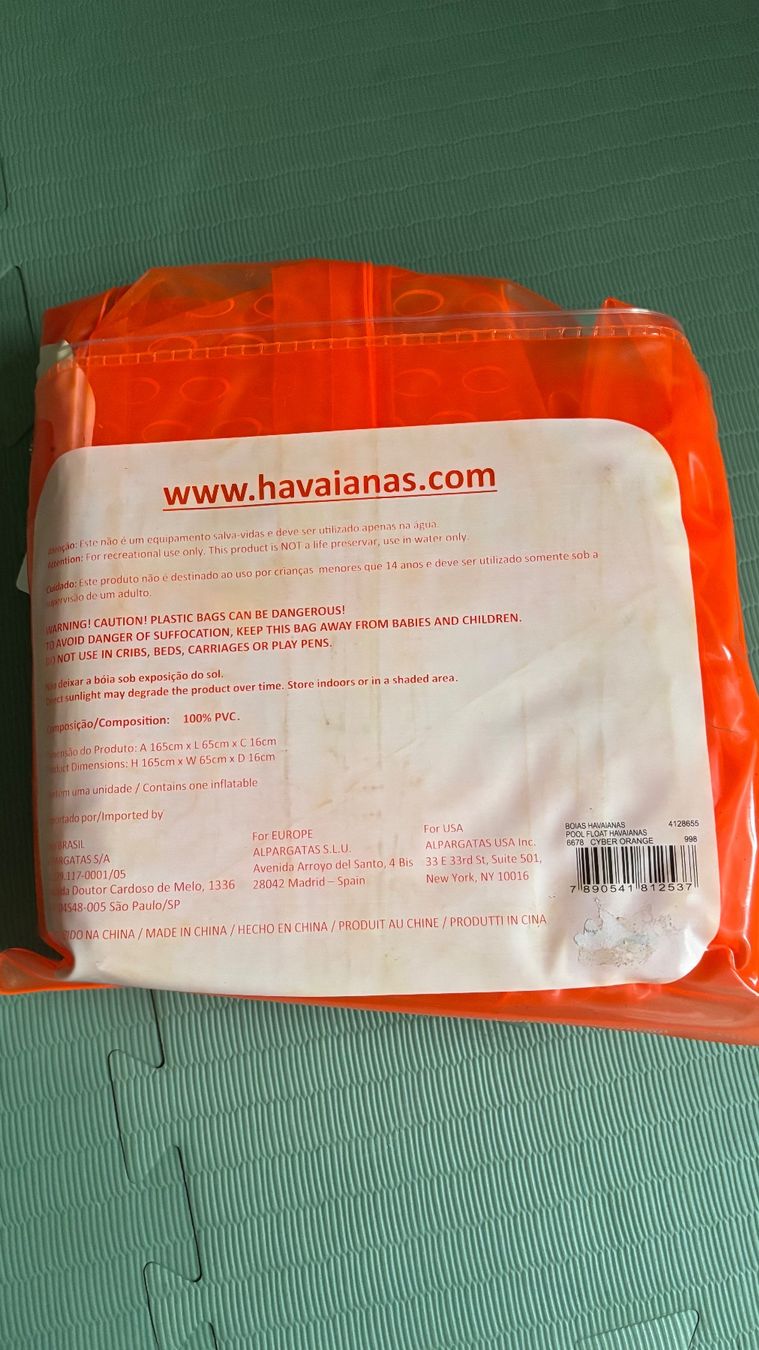 www.havaianas.com
Atenção: Este não é um equipamento salva-vidas e deve ser utilizado apenas na água.
Attention: For recreational use only. This product is NOT a life preservar, use in water only.
Cuidado: Este produto não é destinado ao uso por crianças menores que 14 anos e deve ser utilizado somente sob a
supervisão de um adulto.
WARNING! CAUTION! PLASTIC BAGS CAN BE DANGEROUS!
TO AVOID DANGER OF SUFFOCATION, KEEP THIS BAG AWAY FROM BABIES AND CHILDREN.
DO NOT USE IN CRIBS, BEDS, CARRIAGES OR PLAY PENS.
Não deixar a bóia sob exposição do sol.
Direct sunlight may degrade the product over time. Store indoors or in a shaded area.
Composição/Composition: 100% PVC.
Dimensão do Produto: A 165cm x L 65cm x C 16cm
Product Dimensions: H 165cm x W 65cm x D 16cm
Contém uma unidade / Contains one inflatable
Importado por/Imported by
BRASIL
ALPARGATAS S/A
.117-0001/05
Doutor Cardoso de Melo, 1336
04548-005 São Paulo/SP
For EUROPE
ALPARGATAS S.L.U.
Avenida Arroyo del Santo, 4 Bis
28042 Madrid – Spain
For USA
ALPARGATAS USA Inc.
33 E 33rd St, Suite 501,
New York, NY 10016
BOIAS HAVAIANAS 4128655
POOL FLOAT HAVAIANAS
6678 CYBER ORANGE 998
7 890541 812537
NA CHINA / MADE IN CHINA / HECHO EN CHINA / PRODUIT AU CHINE / PRODUTTI IN CINA